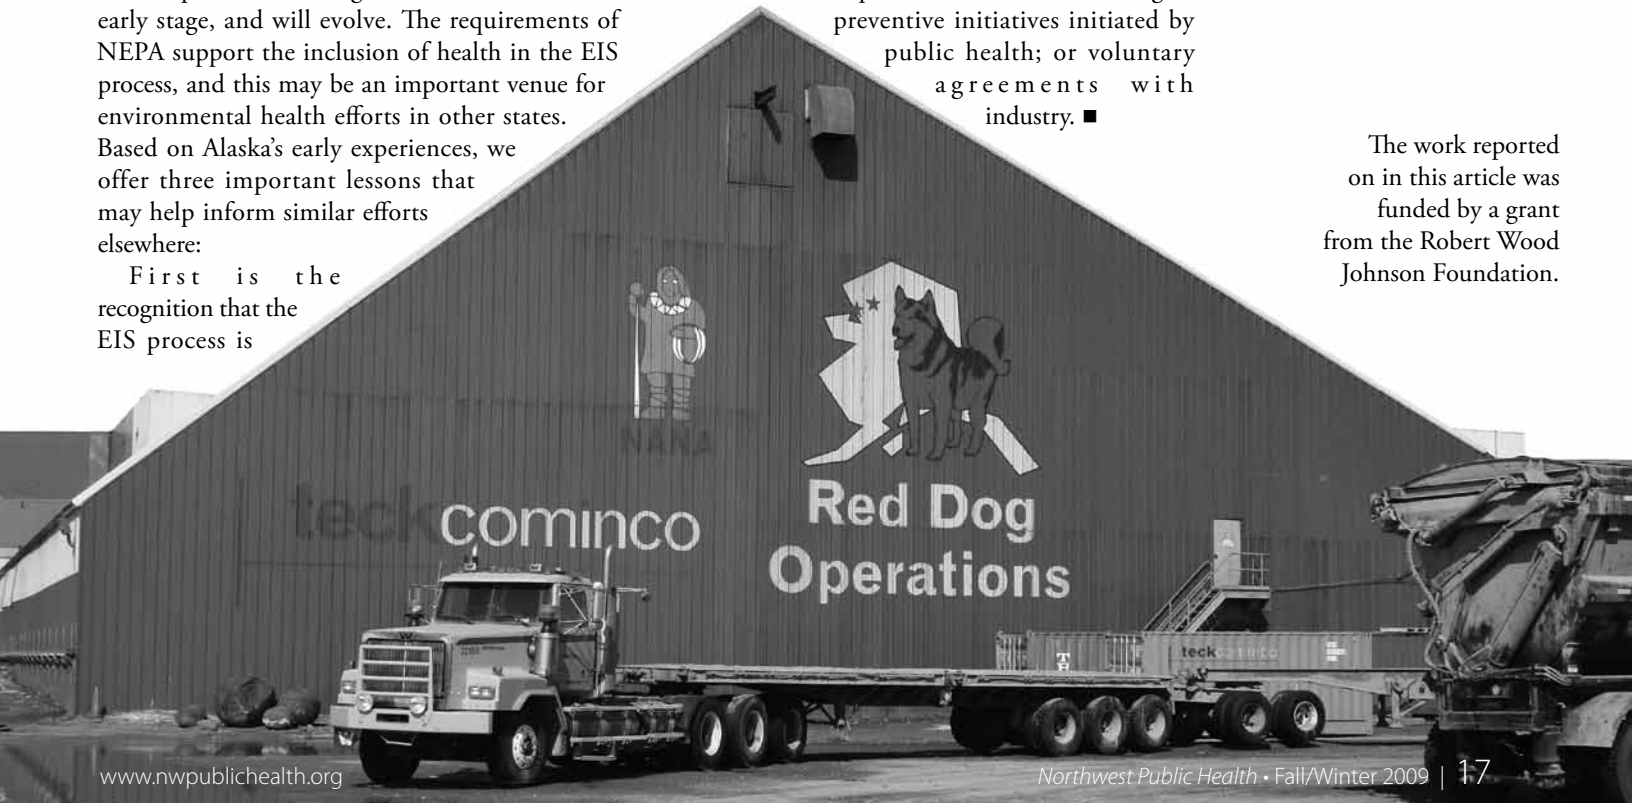 early stage, and will evolve. The requirements of
NEPA support the inclusion of health in the EIS
process, and this may be an important venue for
environmental health efforts in other states.
Based on Alaska’s early experiences, we
offer three important lessons that
may help inform similar efforts
elsewhere:
First is the
recognition that the
EIS process is
preventive initiatives initiated by
public health; or voluntary
agreements with
industry. ■
The work reported
on in this article was
funded by a grant
from the Robert Wood
Johnson Foundation.
NANA
teckcominco
Red Dog
Operations
teckcominco
www.nwpublichealth.org
Northwest Public Health • Fall/Winter 2009 | 17